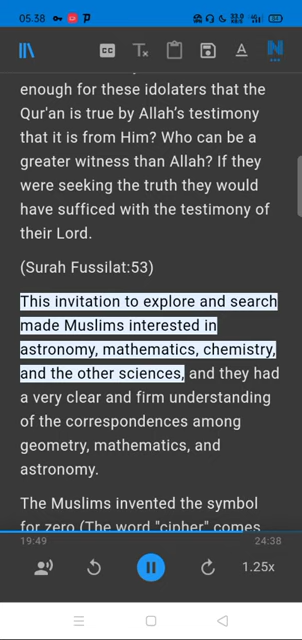 05.38
enough for these idolaters that the
Qur'an is true by Allah's testimony
that it is from Him? Who can be a
greater witness than Allah? If they
were seeking the truth they would
have sufficed with the testimony of
their Lord.
(Surah Fussilat:53)
This invitation to explore and search
made Muslims interested in
astronomy, mathematics, chemistry,
and the other sciences, and they had
a very clear and firm understanding
of the correspondences among
geometry, mathematics, and
astronomy.
The Muslims invented the symbol
for zero (The word "cipher" comes
19:49 24:38
1.25x